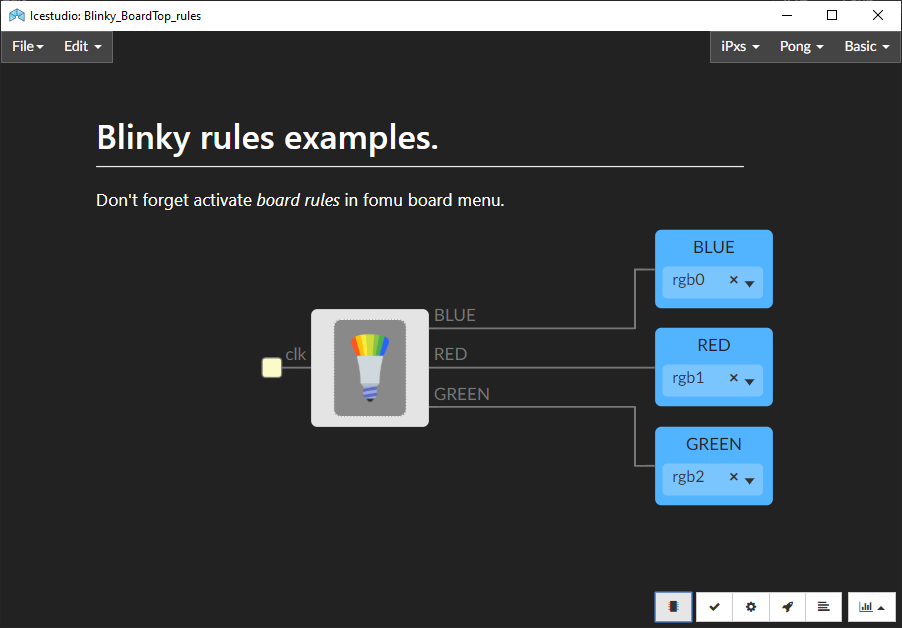 Icestudio: Blinky_BoardTop_rules
File Edit iPxs Pong Basic
Blinky rules examples.
Don't forget activate board rules in fomu board menu.
BLUE
rgb0 ×
BLUE
clk
RED
RED
rgb1 ×
GREEN
GREEN
rgb2 ×